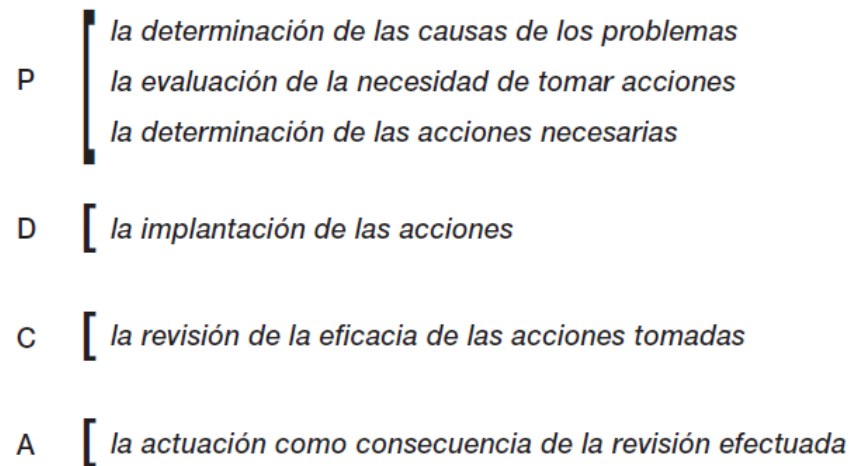 la determinación de las causas de los problemas
P la evaluación de la necesidad de tomar acciones
la determinación de las acciones necesarias
D la implantación de las acciones
C la revisión de la eficacia de las acciones tomadas
A la actuación como consecuencia de la revisión efectuada